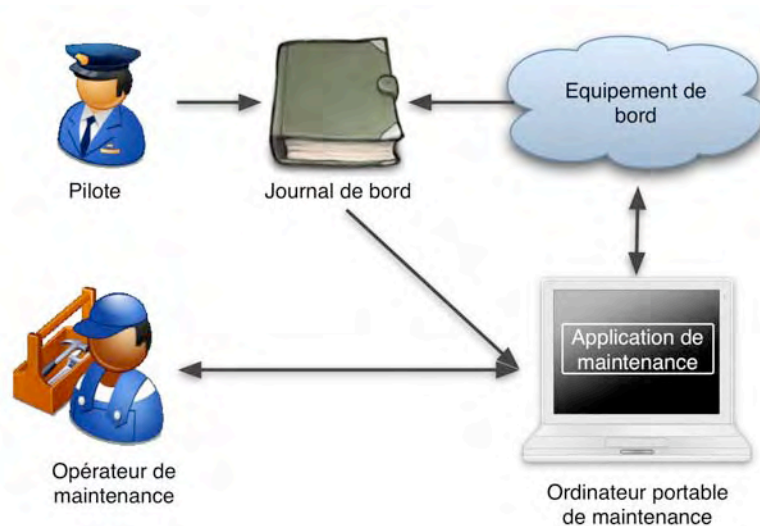 Equipement de
bord
Pilote
Journal de bord
Application de
maintenance
Opérateur de
maintenance
Ordinateur portable
de maintenance